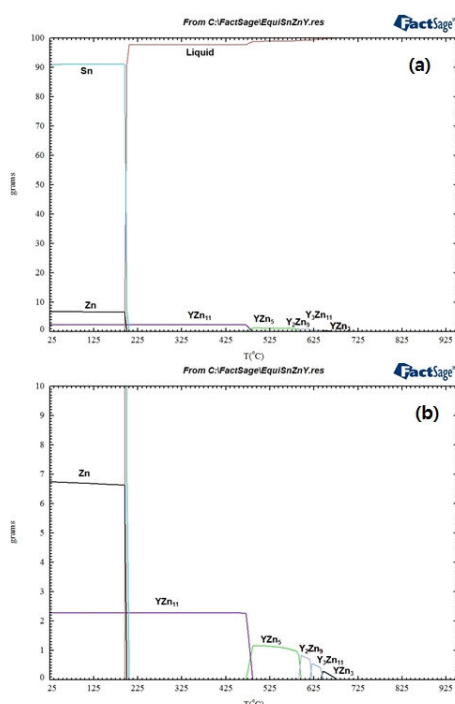 From C:\FactSage\EquiSnZnY.res
FactSage®
100
Liquid
(a)
90
Sn
80
70
60
grams
50
40
30
20
10
Zn
YZn₁₁
YZn₅
Y₂Zn₉
Y₃Zn₁₁
YZn₃
0
25 125 225 325 425 525 625 725 825 925
T(°C)
From C:\FactSage\EquiSnZnY.res
FactSage®
10
(b)
9
8
7
Zn
6
grams
5
4
3
YZn₁₁
2
YZn₅
1
Y₂Zn₉
Y₃Zn₁₁
YZn₃
0
25 125 225 325 425 525 625 725 825 925
T(°C)